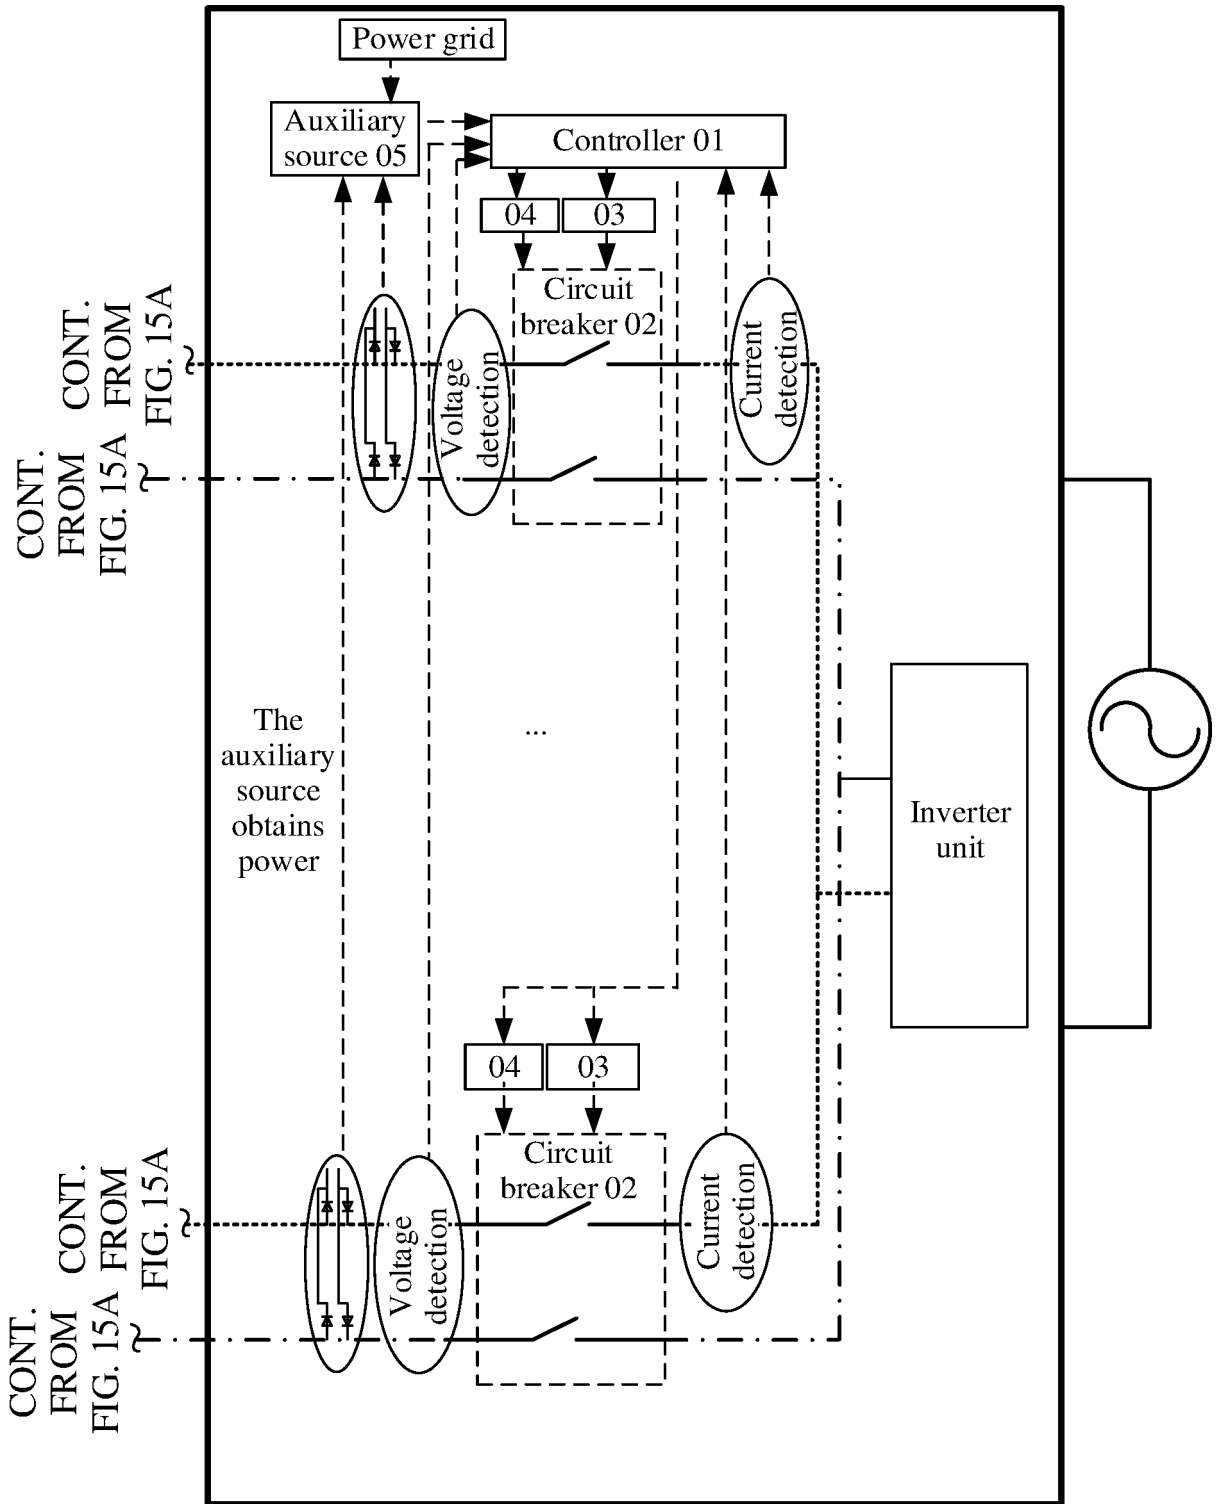 Power grid
Auxiliary
source 05
Controller 01
04
03
Circuit
breaker 02
Voltage
detection
Current
detection
CONT.
FROM
FIG. 15A
CONT.
FROM
FIG. 15A
The
auxiliary
source
obtains
power
...
Inverter
unit
04
03
Circuit
breaker 02
Voltage
detection
Current
detection
CONT.
FROM
FIG. 15A
CONT.
FROM
FIG. 15A